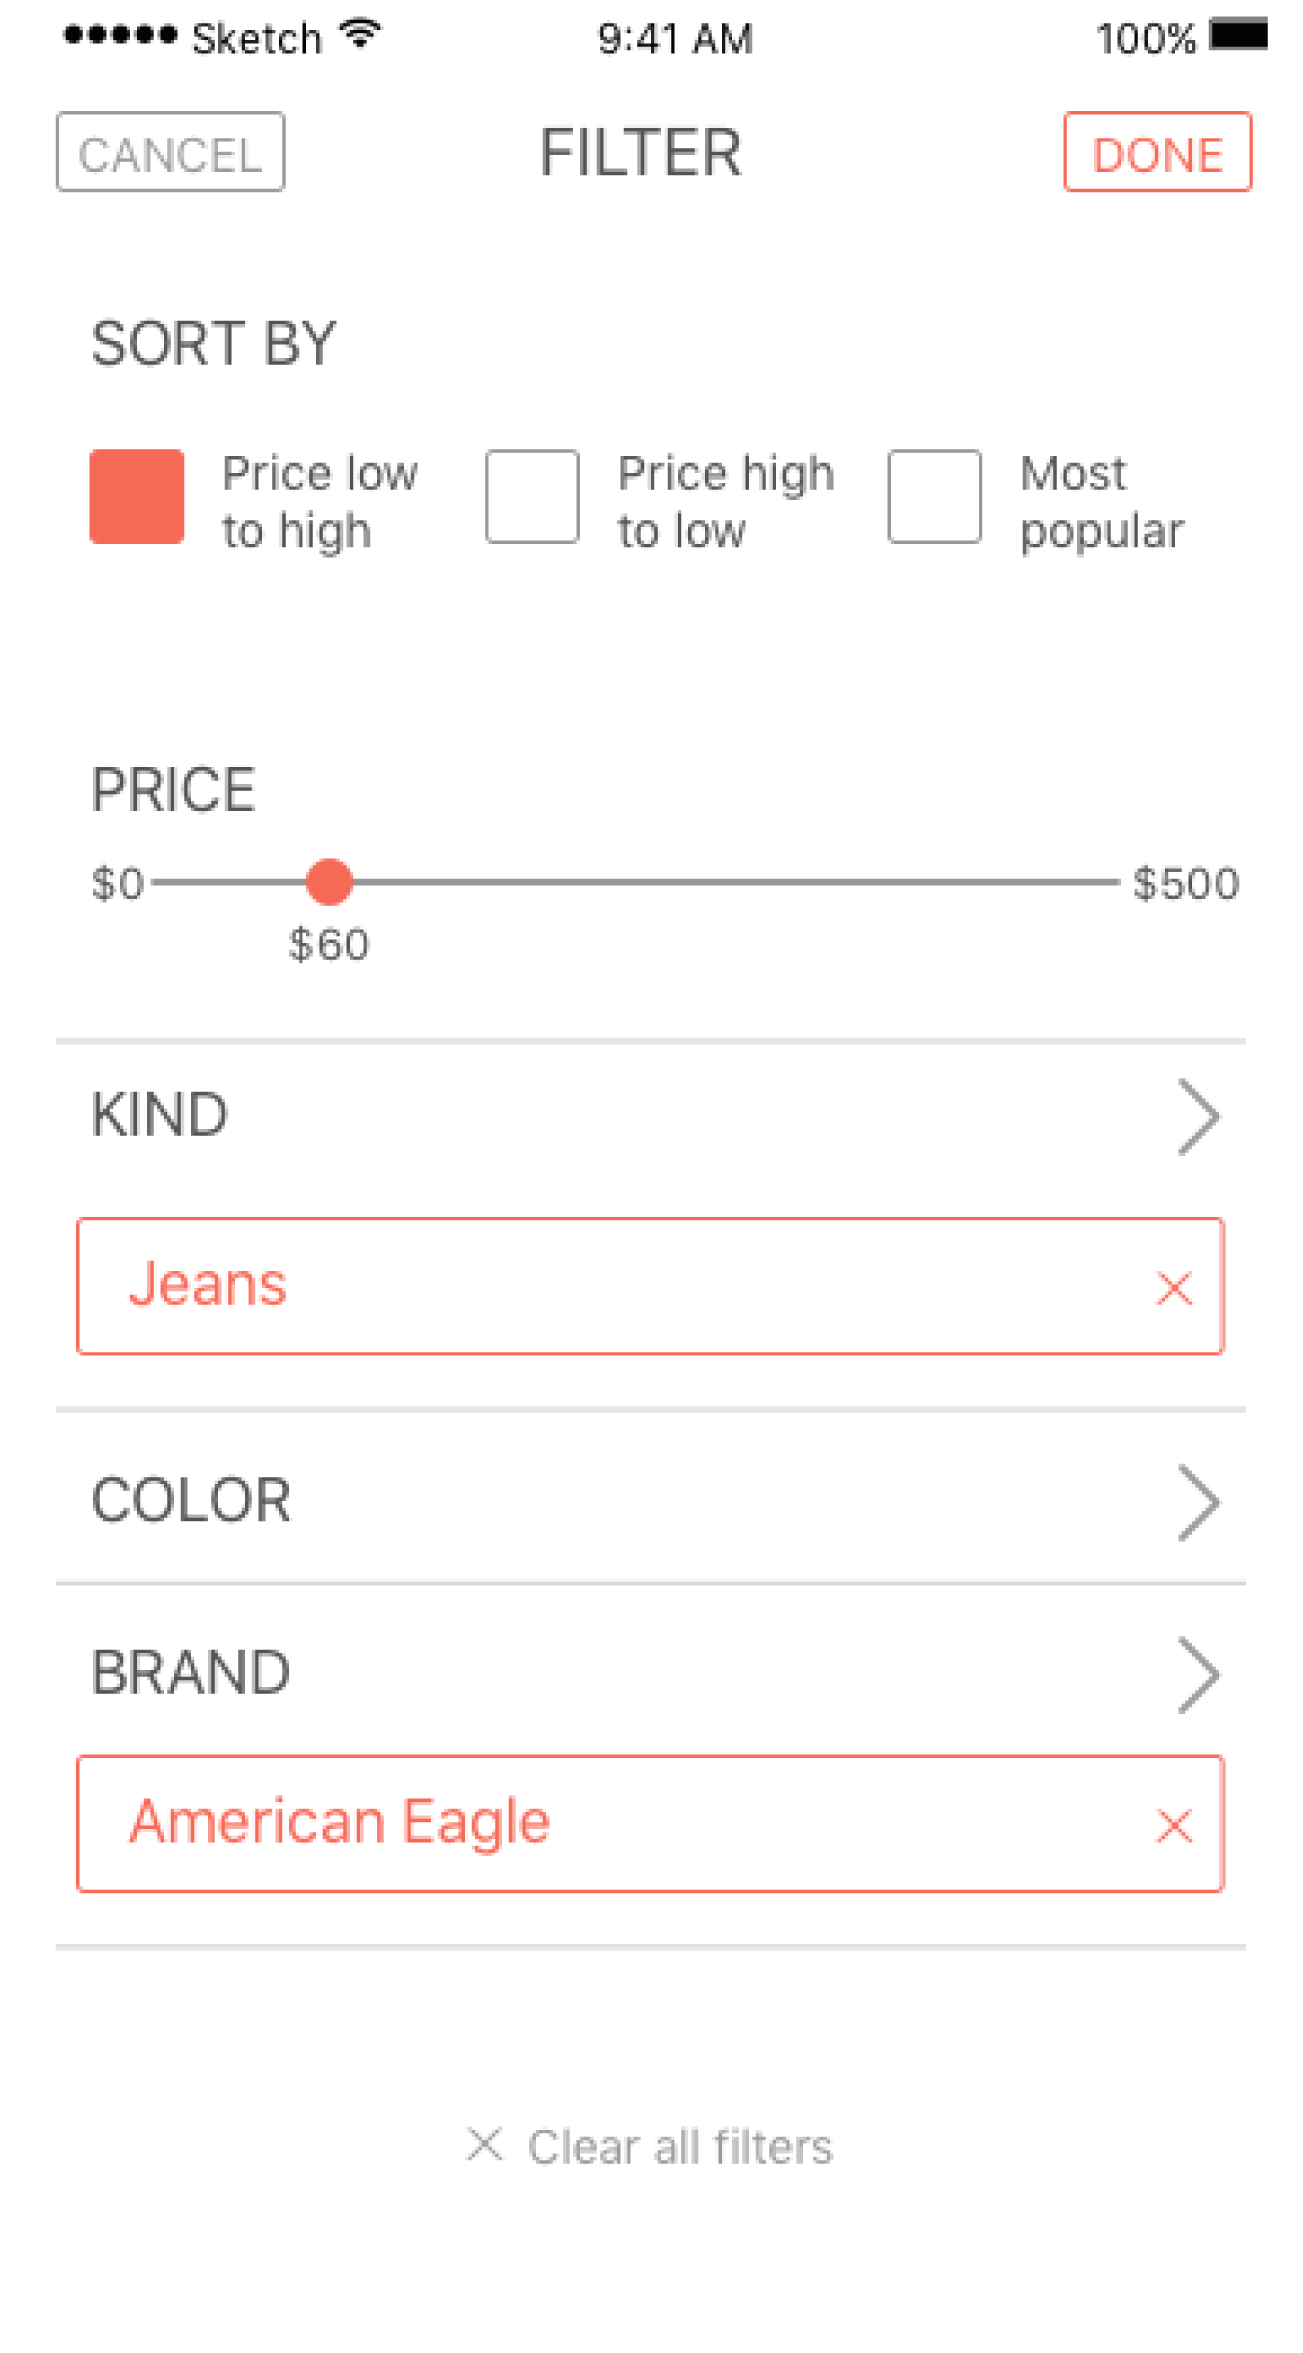 Sketch 9:41 AM 100%
CANCEL FILTER DONE
SORT BY
Price low
to high
Price high
to low
Most
popular
PRICE
$0 $500
$60
KIND
Jeans
COLOR
BRAND
American Eagle
Clear all filters